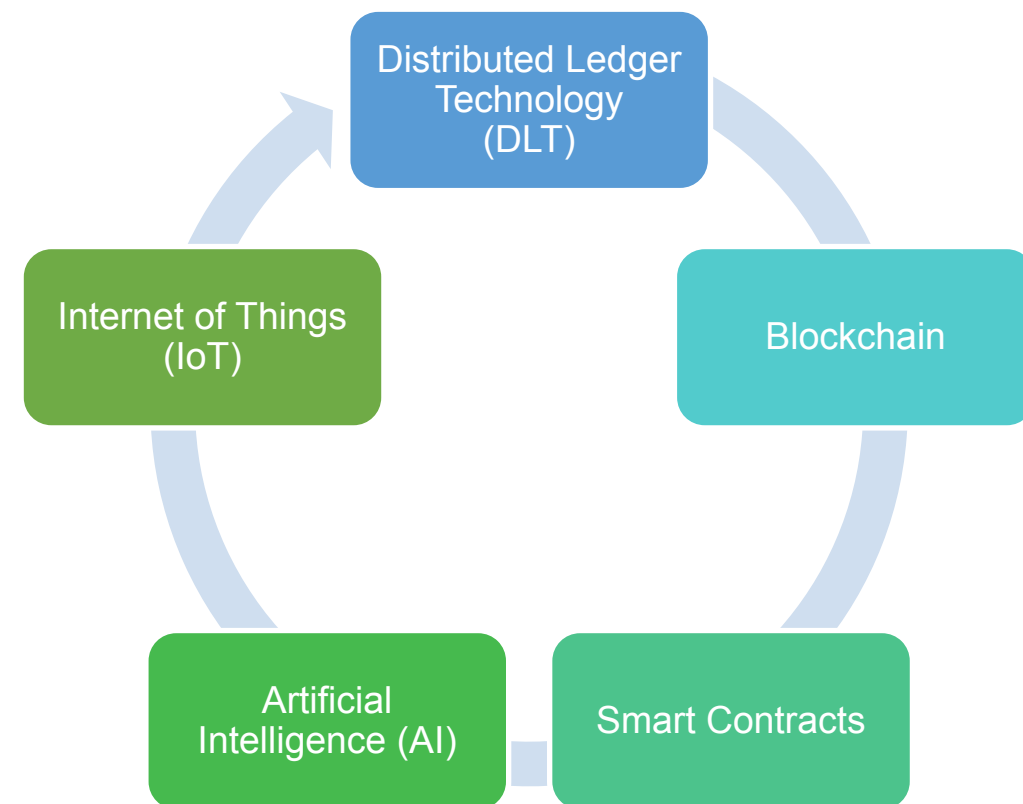 Distributed Ledger
Technology
(DLT)
Blockchain
Smart Contracts
Artificial
Intelligence (AI)
Internet of Things
(IoT)